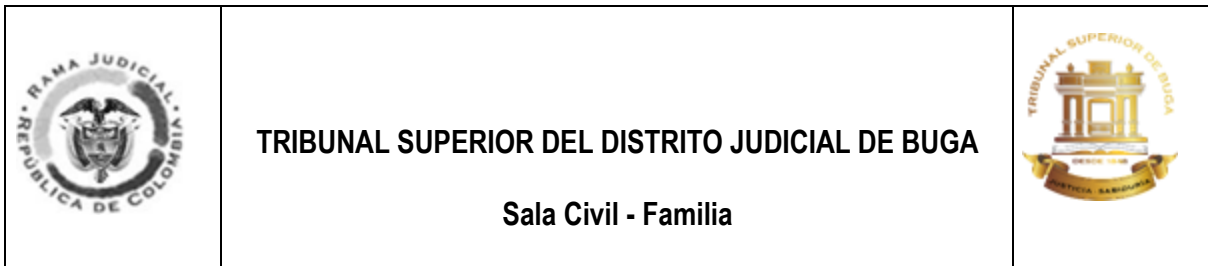 RAMA JUDICIAL
REPÚBLICA DE COLOMBIA
TRIBUNAL SUPERIOR DEL DISTRITO JUDICIAL DE BUGA
Sala Civil - Familia
TRIBUNAL SUPERIOR DE BUGA
JUSTICIA SABIDURÍA